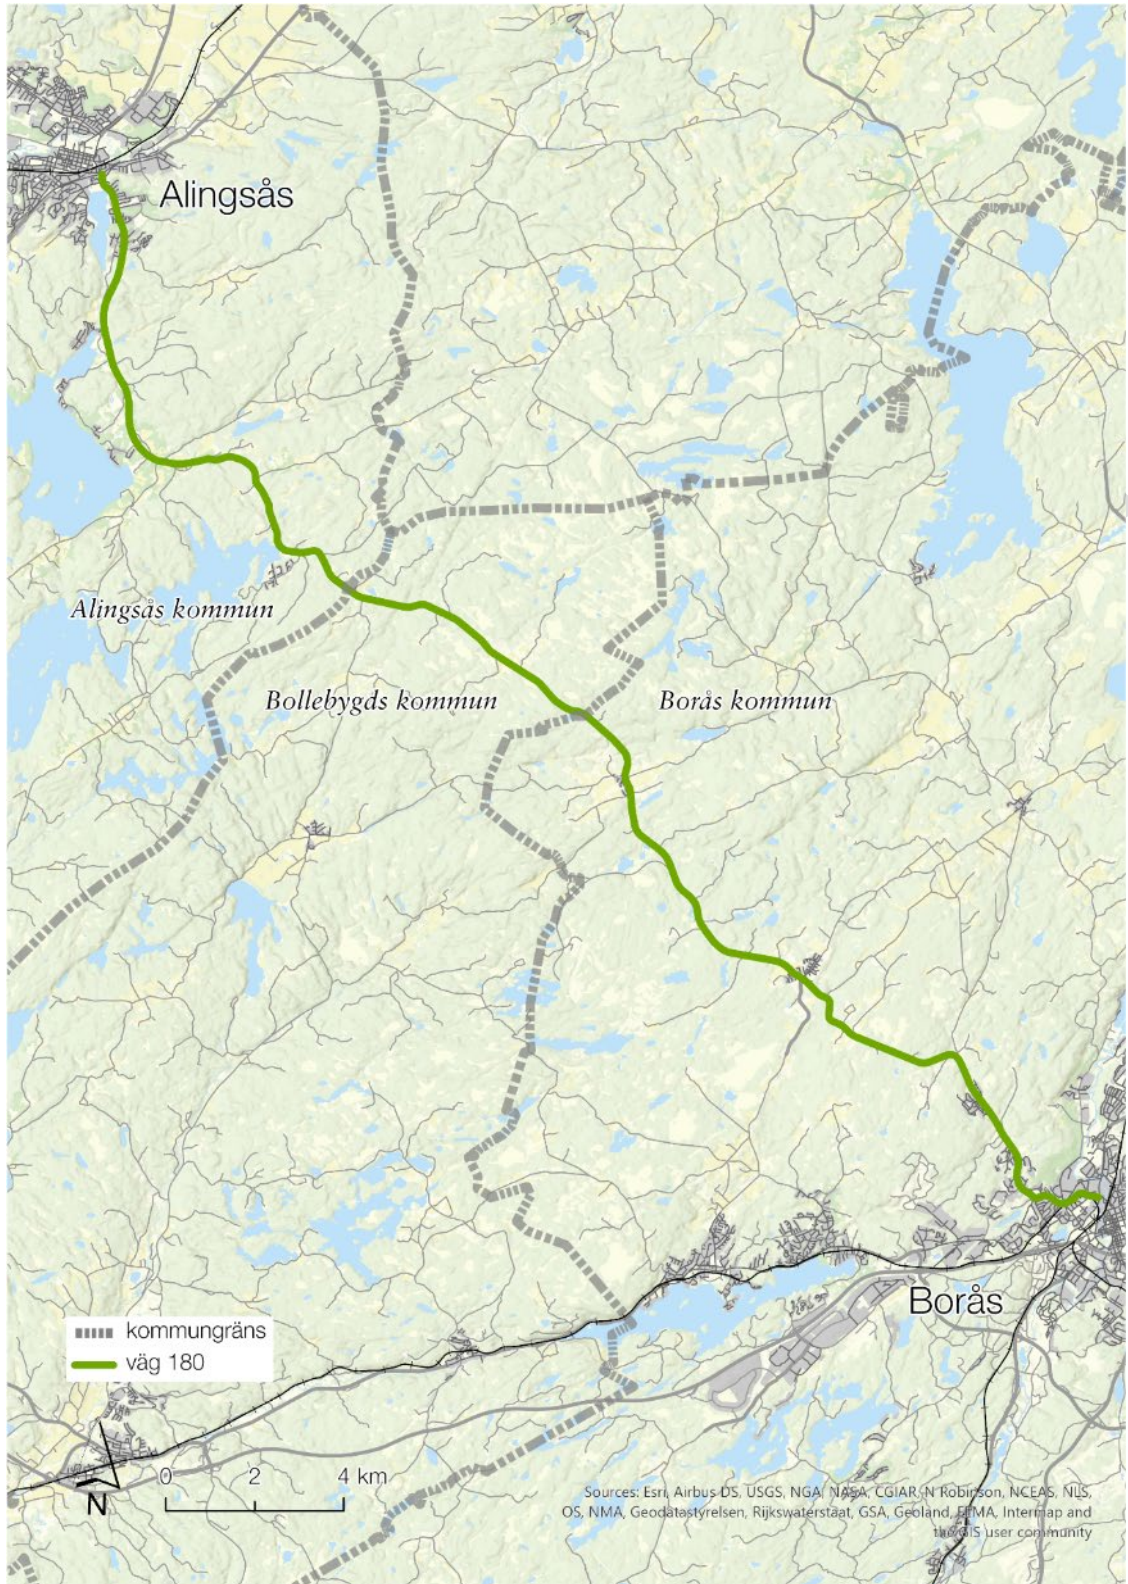 Alingsås
Alingsås kommun
Bollebygds kommun
Borås kommun
Borås
kommungräns
väg 180
0 2 4 km
N
Sources: Esri, Airbus DS, USGS, NGA, NASA, CGIAR, N Robinson, NCEAS, NLS,
OS, NMA, Geodatastyrelsen, Rijkswaterstaat, GSA, Geoland, FEMA, Intermap and
the GIS user community